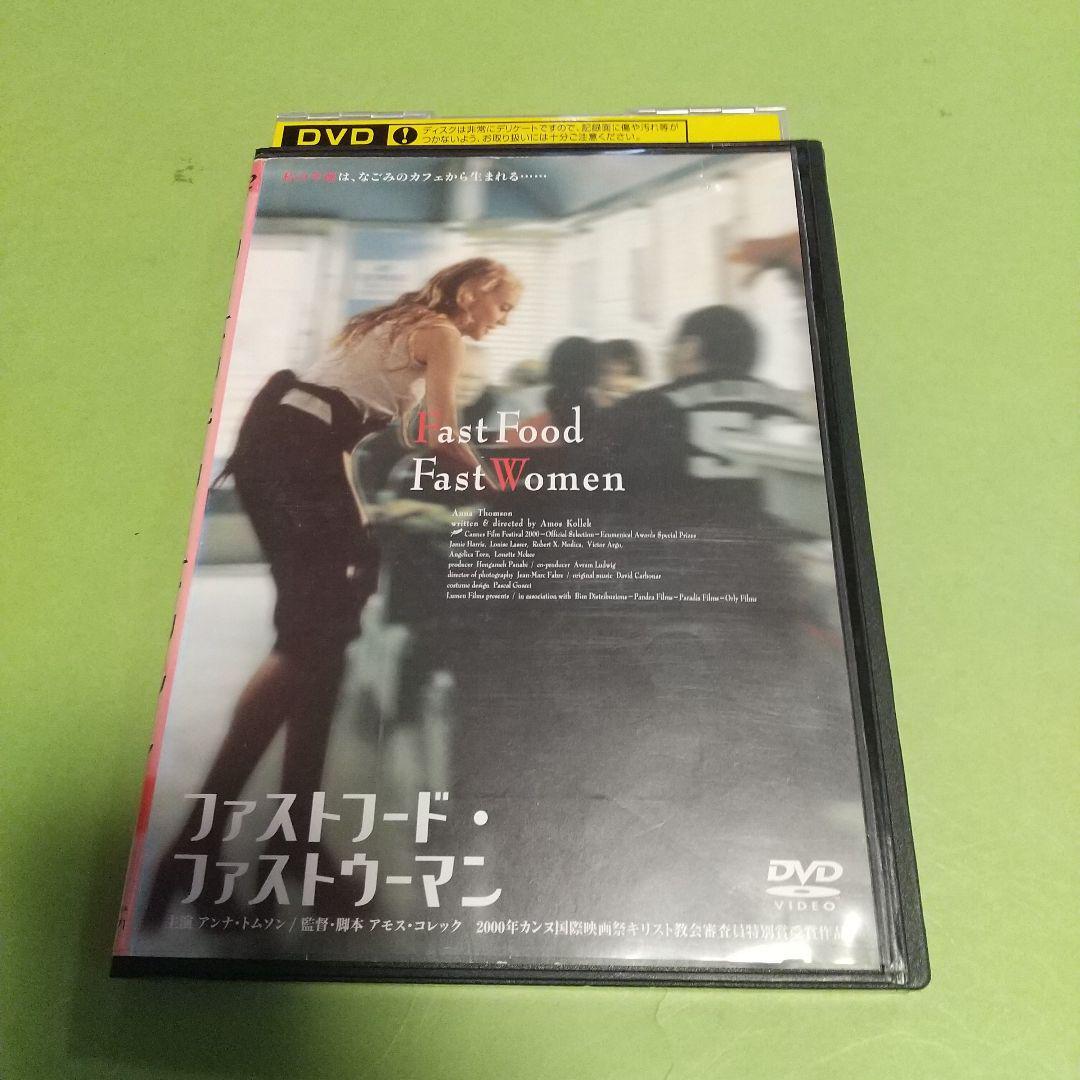 DVD
ディスクは非常にデリケートですので、記録面に傷や汚れ等が
つかないよう、お取り扱いには十分ご注意ください。
は、なごみのカフェから生まれる……
Fast Food
Fast Women
Anna Thomson
written & directed by Amos Kollek
Cannes Film Festival 2000-Official Selection-Ecumenical Awards Special Prizes
Jamie Harris, Louise Lasser, Robert X. Modica, Victor Argo,
Angelica Torn, Lonette Mckee
producer Hengameh Panahi / co-producer Avram Ludwig
director of photography Jean-Marc Fabre / original music David Carbonar
costume design Pascal Gosset
Lumen Films presents / in association with Bim Distribuzione-Pandra Films-Paradis Films-Orly Films
ファストフード・
ファストウーマン
DVD
VIDEO
主演 アンナ・トムソン / 監督・脚本 アモス・コレック 2000年カンヌ国際映画祭キリスト教会審査員特別賞受賞作品